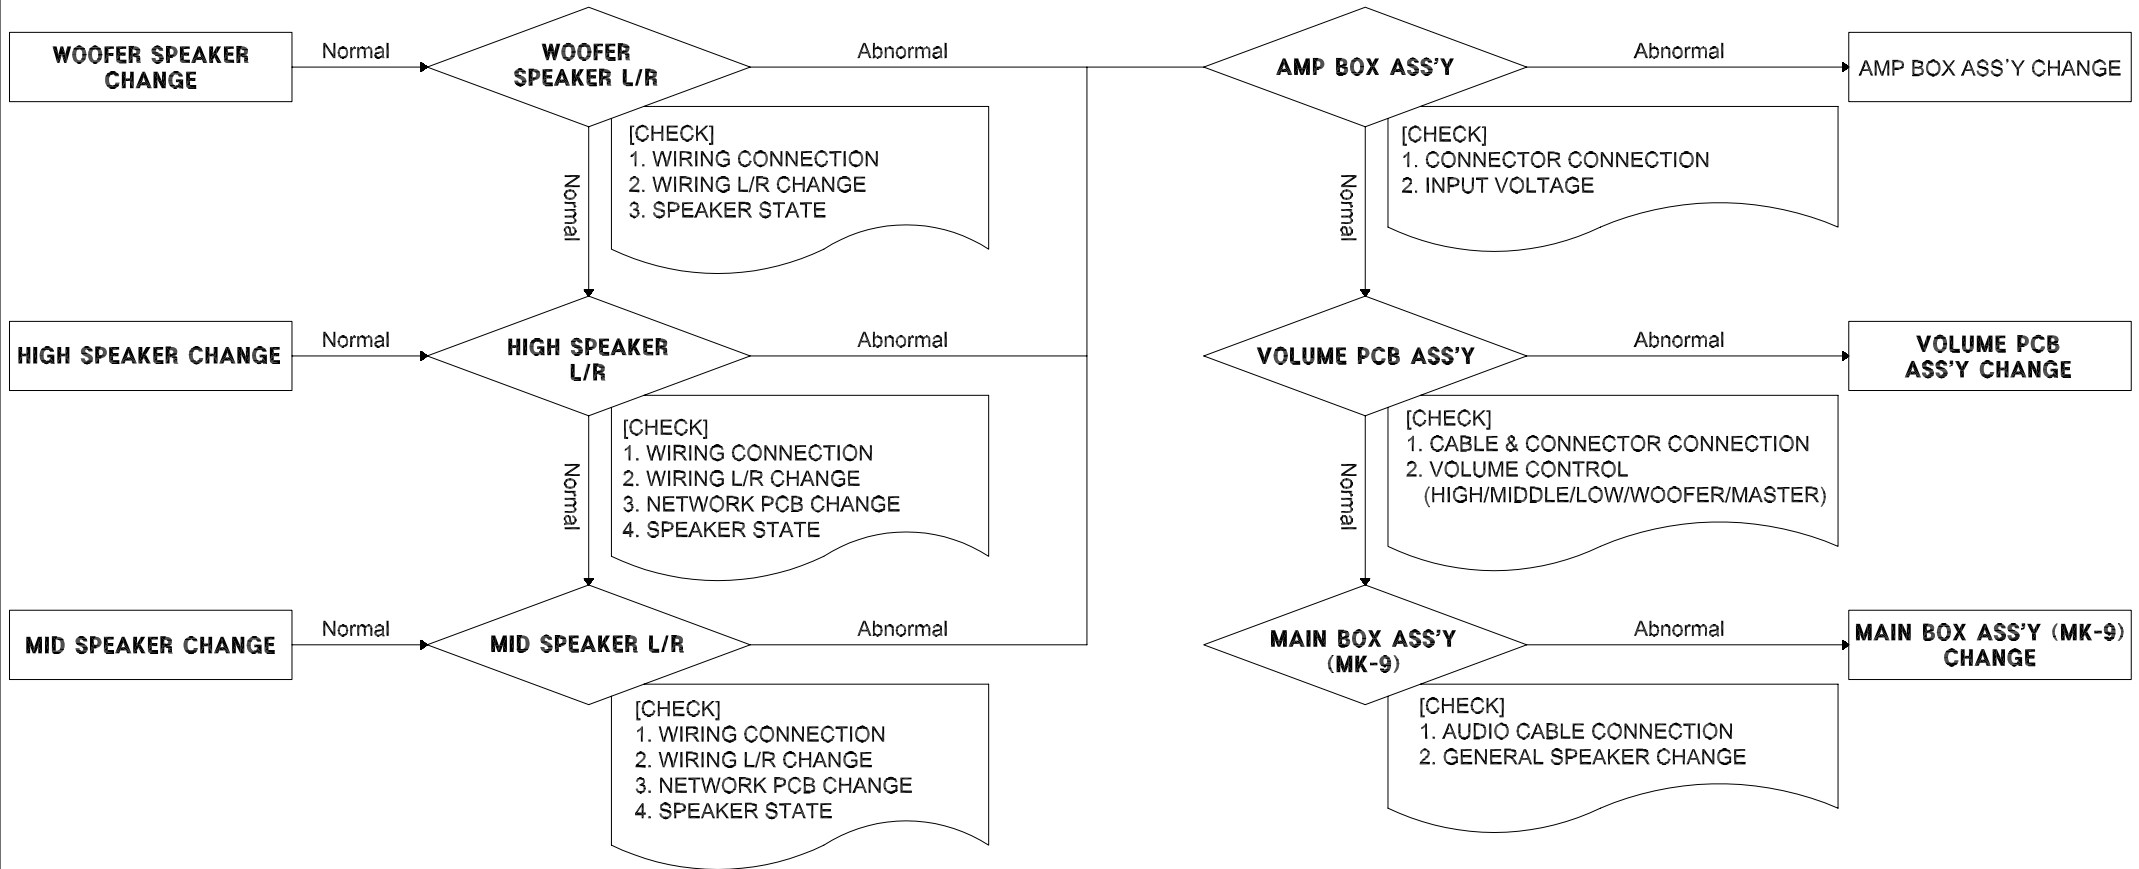 WOOFER SPEAKER
CHANGE
Normal
WOOFER
SPEAKER L/R
Abnormal
[CHECK]
1. WIRING CONNECTION
2. WIRING L/R CHANGE
3. SPEAKER STATE
Normal
HIGH SPEAKER CHANGE
Normal
HIGH SPEAKER
L/R
Abnormal
[CHECK]
1. WIRING CONNECTION
2. WIRING L/R CHANGE
3. NETWORK PCB CHANGE
4. SPEAKER STATE
Normal
MID SPEAKER CHANGE
Normal
MID SPEAKER L/R
Abnormal
[CHECK]
1. WIRING CONNECTION
2. WIRING L/R CHANGE
3. NETWORK PCB CHANGE
4. SPEAKER STATE
AMP BOX ASS'Y
Abnormal
AMP BOX ASS'Y CHANGE
[CHECK]
1. CONNECTOR CONNECTION
2. INPUT VOLTAGE
Normal
VOLUME PCB ASS'Y
Abnormal
VOLUME PCB
ASS'Y CHANGE
[CHECK]
1. CABLE & CONNECTOR CONNECTION
2. VOLUME CONTROL
(HIGH/MIDDLE/LOW/WOOFER/MASTER)
Normal
MAIN BOX ASS'Y
(MK-9)
Abnormal
MAIN BOX ASS'Y (MK-9)
CHANGE
[CHECK]
1. AUDIO CABLE CONNECTION
2. GENERAL SPEAKER CHANGE